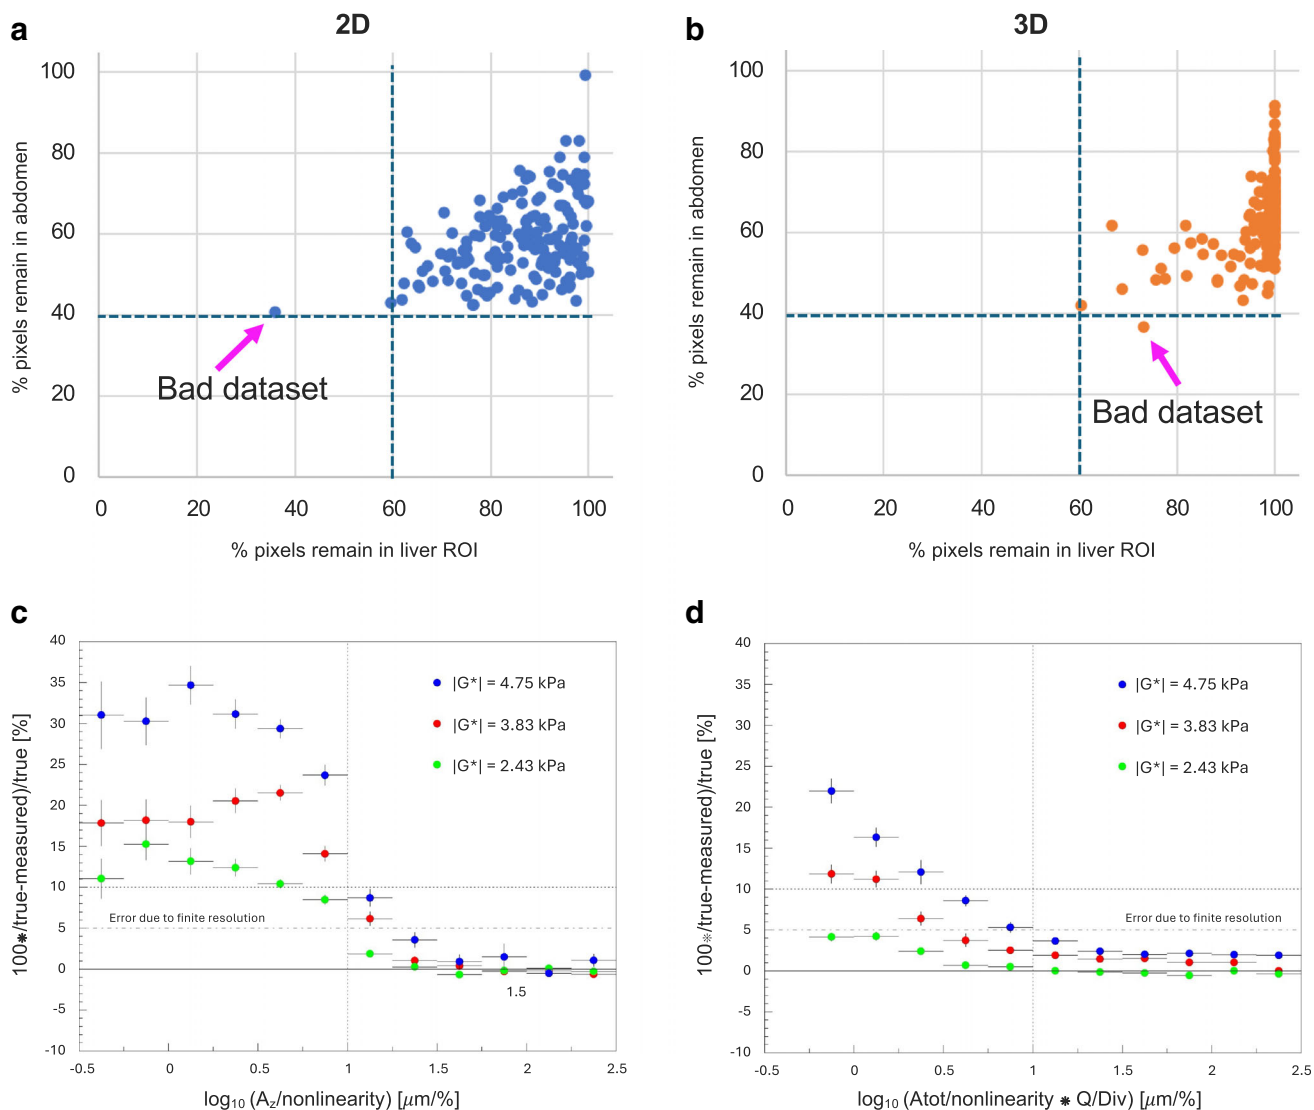 a
2D
100
80
60
40
20
0
% pixels remain in abdomen
Bad dataset
0 20 40 60 80 100
% pixels remain in liver ROI
b
3D
100
80
60
40
20
0
% pixels remain in abdomen
Bad dataset
0 20 40 60 80 100
% pixels remain in liver ROI
c
40
35
30
25
20
15
10
5
0
-5
-10
100*/true-measured)/true [%]
|G*| = 4.75 kPa
|G*| = 3.83 kPa
|G*| = 2.43 kPa
Error due to finite resolution
1.5
-0.5 0 0.5 1 1.5 2 2.5
log10 (Az/nonlinearity) [μm/%]
d
40
35
30
25
20
15
10
5
0
-5
-10
100*/true-measured)/true [%]
|G*| = 4.75 kPa
|G*| = 3.83 kPa
|G*| = 2.43 kPa
Error due to finite resolution
-0.5 0 0.5 1 1.5 2 2.5
log10 (Atot/nonlinearity * Q/Div) [μm/%]